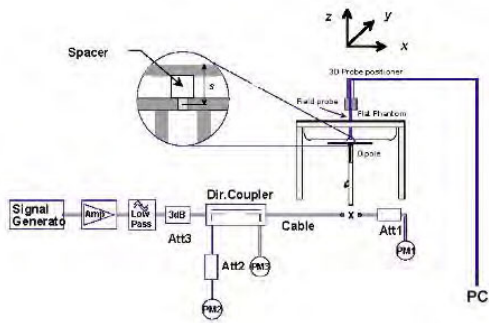 z
y
x
Spacer
s
3D Probe positioner
Field probe
Flat Phantom
Dipole
Dir.Coupler
Signal
Generato
Amp
Low
Pass
3dB
Att3
Cable
x
Att1
Att2
PM3
PM1
PM2
PC